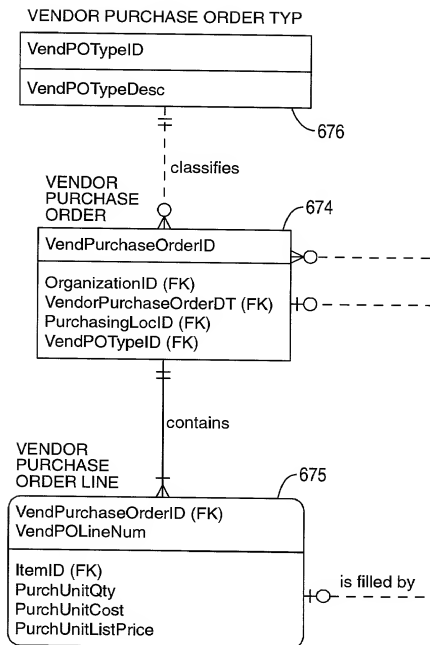 VENDOR PURCHASE ORDER TYP
VendPOTypeID
VendPOTypeDesc
676
classifies
VENDOR
PURCHASE
ORDER
674
VendPurchaseOrderID
OrganizationID (FK)
VendorPurchaseOrderDT (FK)
PurchasingLocID (FK)
VendPOTypeID (FK)
contains
VENDOR
PURCHASE
ORDER LINE
675
VendPurchaseOrderID (FK)
VendPOLineNum
ItemID (FK)
PurchUnitQty
PurchUnitCost
PurchUnitListPrice
is filled by